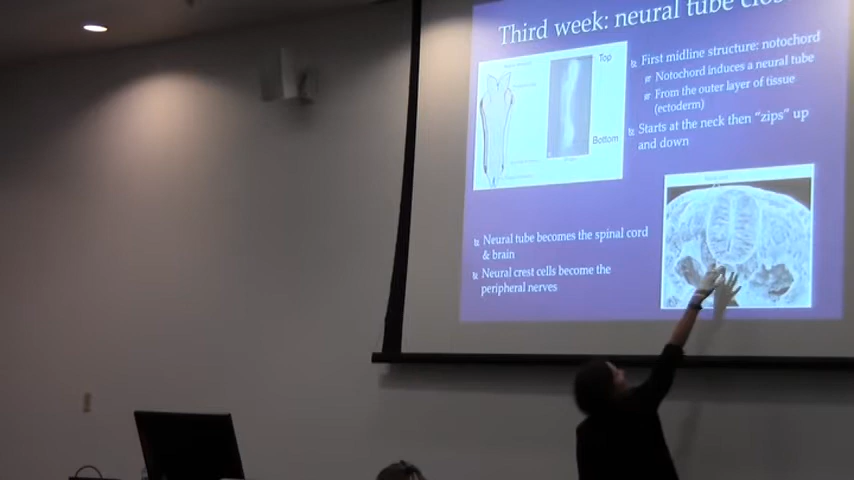 Third week: neural tube
First midline structure: notochord
Notochord induces a neural tube
From the outer layer of tissue
(ectoderm)
Starts at the neck then "zips" up
and down
Top
Bottom
Neural tube becomes the spinal cord
& brain
Neural crest cells become the
peripheral nerves